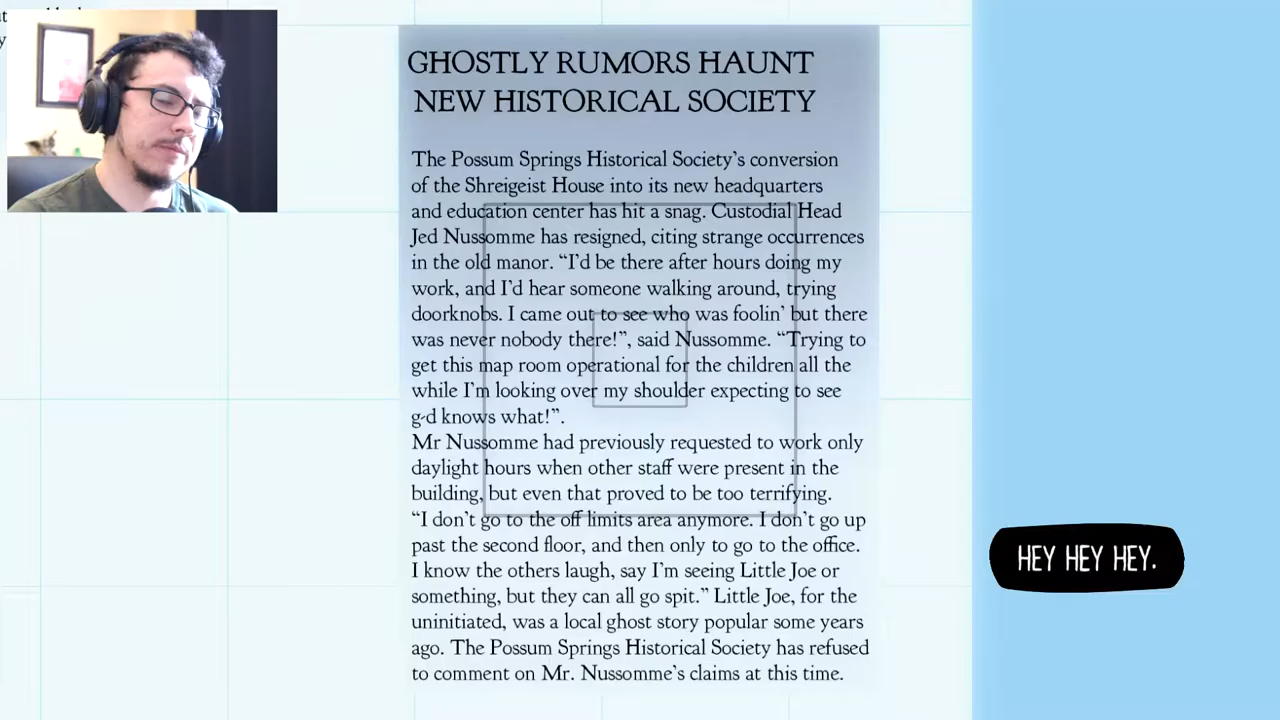 GHOSTLY RUMORS HAUNT
NEW HISTORICAL SOCIETY
The Possum Springs Historical Society's conversion
of the Shreigeist House into its new headquarters
and education center has hit a snag. Custodial Head
Jed Nussomme has resigned, citing strange occurrences
in the old manor. “I'd be there after hours doing my
work, and I'd hear someone walking around, trying
doorknobs. I came out to see who was foolin' but there
was never nobody there!”, said Nussomme. “Trying to
get this map room operational for the children all the
while I'm looking over my shoulder expecting to see
g-d knows what!”.
Mr Nussomme had previously requested to work only
daylight hours when other staff were present in the
building, but even that proved to be too terrifying.
“I don't go to the off limits area anymore. I don't go up
past the second floor, and then only to go to the office.
I know the others laugh, say I'm seeing Little Joe or
something, but they can all go spit.” Little Joe, for the
uninitiated, was a local ghost story popular some years
ago. The Possum Springs Historical Society has refused
to comment on Mr. Nussomme's claims at this time.
HEY HEY HEY.